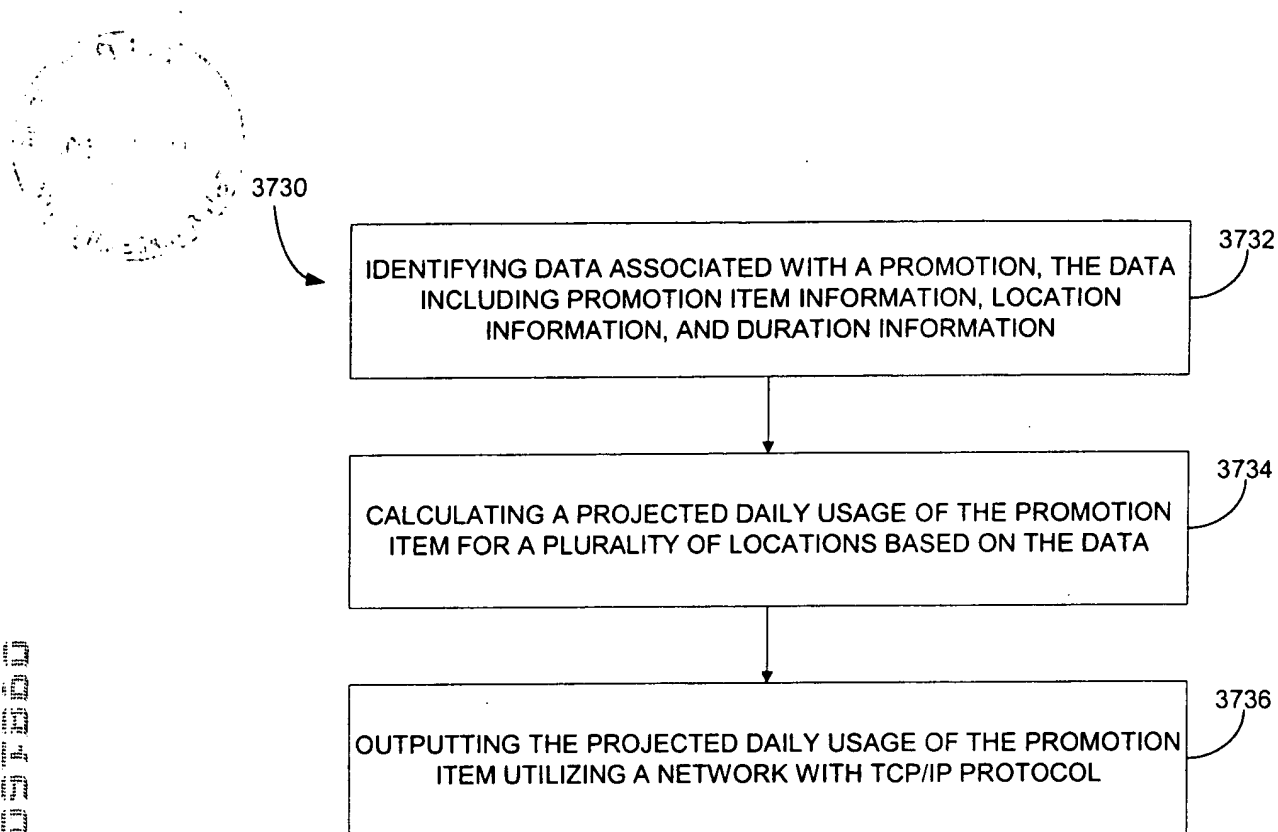 3730
3732
IDENTIFYING DATA ASSOCIATED WITH A PROMOTION, THE DATA
INCLUDING PROMOTION ITEM INFORMATION, LOCATION
INFORMATION, AND DURATION INFORMATION
3734
CALCULATING A PROJECTED DAILY USAGE OF THE PROMOTION
ITEM FOR A PLURALITY OF LOCATIONS BASED ON THE DATA
3736
OUTPUTTING THE PROJECTED DAILY USAGE OF THE PROMOTION
ITEM UTILIZING A NETWORK WITH TCP/IP PROTOCOL